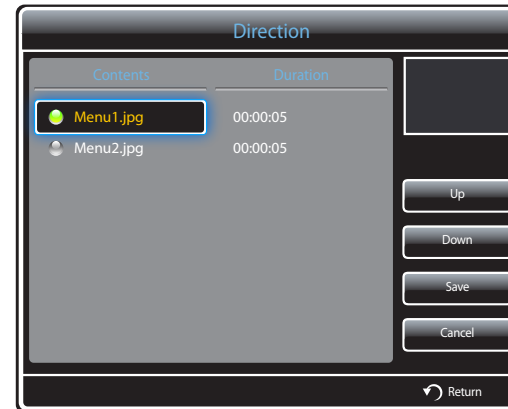 Direction
Contents Duration
Menu1.jpg 00:00:05
Menu2.jpg 00:00:05
Up
Down
Save
Cancel
Return